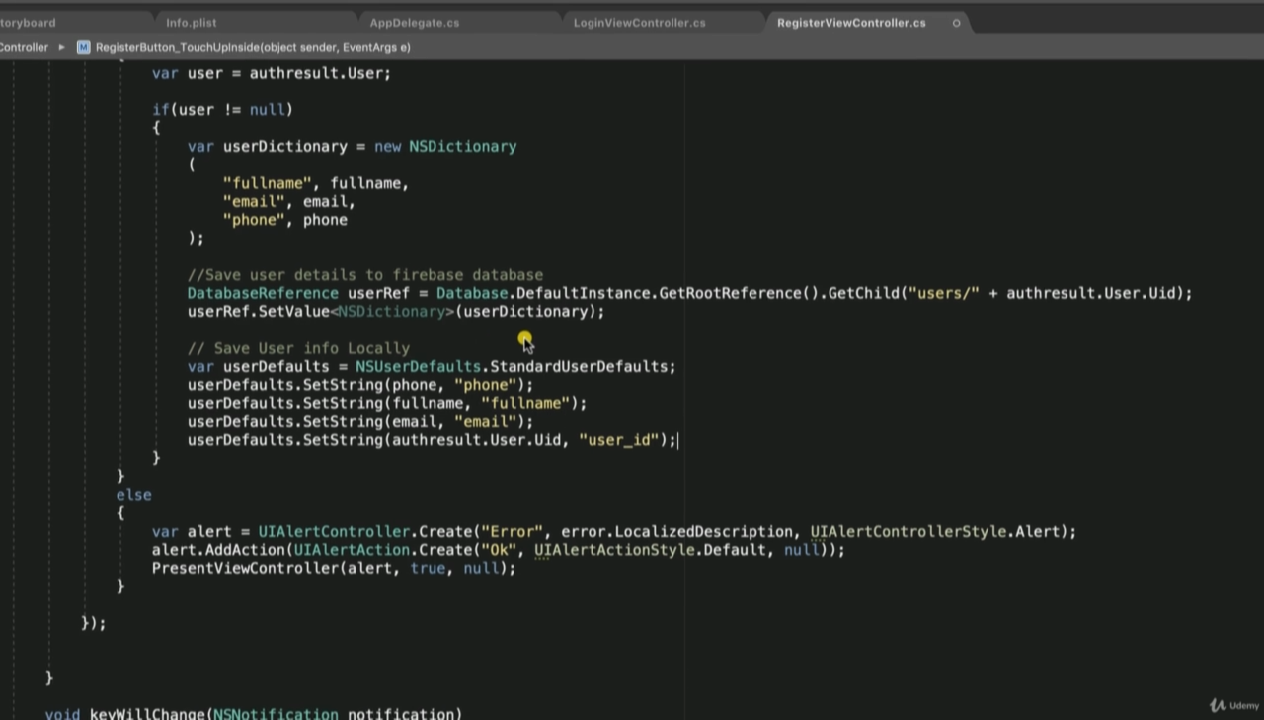 toryboard
Info.plist
AppDelegate.cs
LoginViewController.cs
RegisterViewController.cs
Controller
M RegisterButton_TouchUpInside(object sender, EventArgs e)
{
var user = authresult.User;
if(user != null)
{
var userDictionary = new NSDictionary
(
"fullname", fullname,
"email", email,
"phone", phone
);
//Save user details to firebase database
DatabaseReference userRef = Database.DefaultInstance.GetRootReference().GetChild("users/" + authresult.User.Uid);
userRef.SetValue<NSDictionary>(userDictionary);
// Save User info Locally
var userDefaults = NSUserDefaults.StandardUserDefaults;
userDefaults.SetString(phone, "phone");
userDefaults.SetString(fullname, "fullname");
userDefaults.SetString(email, "email");
userDefaults.SetString(authresult.User.Uid, "user_id");
}
}
else
{
var alert = UIAlertController.Create("Error", error.LocalizedDescription, UIAlertControllerStyle.Alert);
alert.AddAction(UIAlertAction.Create("Ok", UIAlertActionStyle.Default, null));
PresentViewController(alert, true, null);
}
});
}
void keyWillChange(NSNotification notification)
Udemy